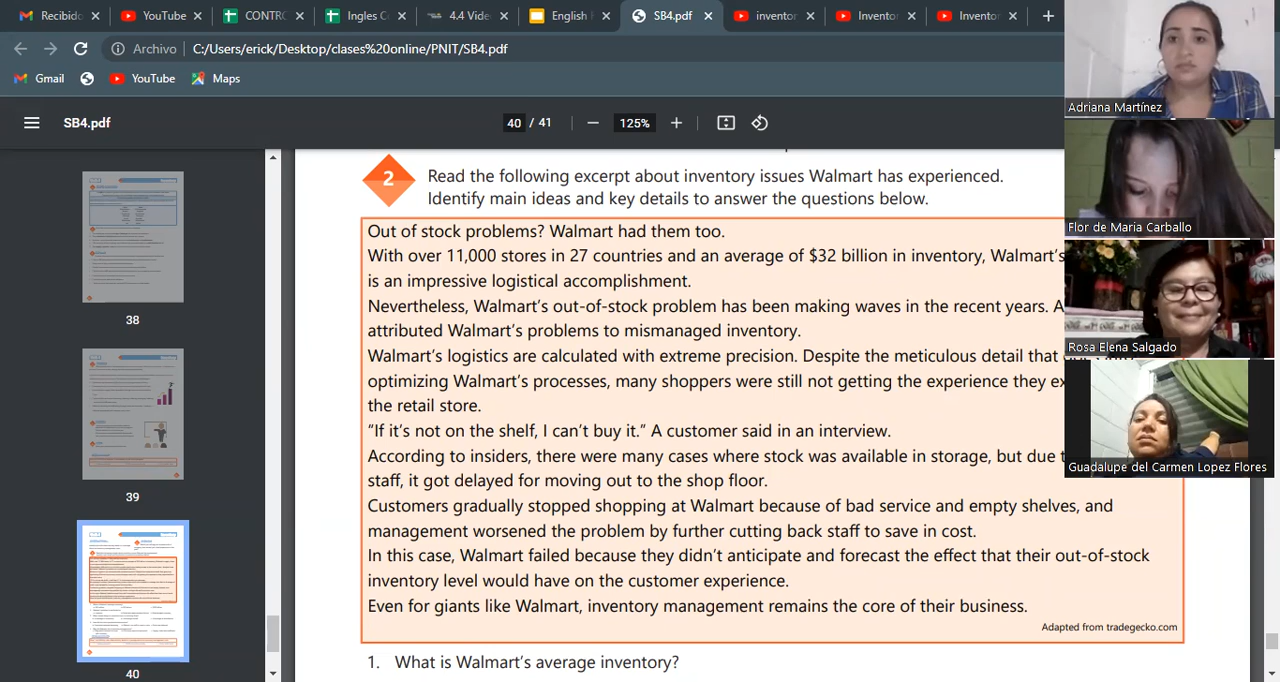 Recibido
YouTube
CONTRO
Ingles Co
4.4 Vide
English F
SB4.pdf
inventor
Inventor
Inventor
Archivo
C:/Users/erick/Desktop/clases%20online/PNIT/SB4.pdf
Gmail
YouTube
Maps
SB4.pdf
40 / 41
125%
38
39
40
2
Read the following excerpt about inventory issues Walmart has experienced.
Identify main ideas and key details to answer the questions below.
Out of stock problems? Walmart had them too.
With over 11,000 stores in 27 countries and an average of $32 billion in inventory, Walmart's
is an impressive logistical accomplishment.
Nevertheless, Walmart's out-of-stock problem has been making waves in the recent years. A
attributed Walmart's problems to mismanaged inventory.
Walmart's logistics are calculated with extreme precision. Despite the meticulous detail that
optimizing Walmart's processes, many shoppers were still not getting the experience they ex
the retail store.
"If it's not on the shelf, I can't buy it." A customer said in an interview.
According to insiders, there were many cases where stock was available in storage, but due t
staff, it got delayed for moving out to the shop floor.
Customers gradually stopped shopping at Walmart because of bad service and empty shelves, and
management worsened the problem by further cutting back staff to save in cost.
In this case, Walmart failed because they didn't anticipate and forecast the effect that their out-of-stock
inventory level would have on the customer experience.
Even for giants like Walmart, inventory management remains the core of their business.
Adapted from tradegecko.com
1. What is Walmart's average inventory?
Adriana Martínez
Flor de Maria Carballo
Rosa Elena Salgado
Guadalupe del Carmen Lopez Flores